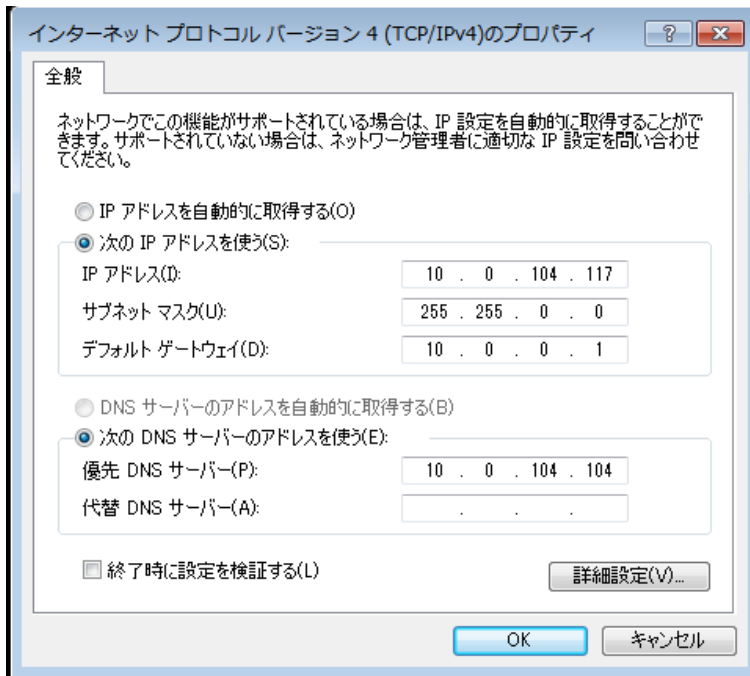 インターネット プロトコル バージョン 4 (TCP/IPv4)のプロパティ
全般
ネットワークでこの機能がサポートされている場合は、IP 設定を自動的に取得することがで
きます。サポートされていない場合は、ネットワーク管理者に適切な IP 設定を問い合わせ
てください。
IP アドレスを自動的に取得する(O)
次の IP アドレスを使う(S):
IP アドレス(I): 10 . 0 . 104 . 117
サブネット マスク(U): 255 . 255 . 0 . 0
デフォルト ゲートウェイ(D): 10 . 0 . 0 . 1
DNS サーバーのアドレスを自動的に取得する(B)
次の DNS サーバーのアドレスを使う(E):
優先 DNS サーバー(P): 10 . 0 . 104 . 104
代替 DNS サーバー(A): . . .
終了時に設定を検証する(L)
詳細設定(V)...
OK キャンセル